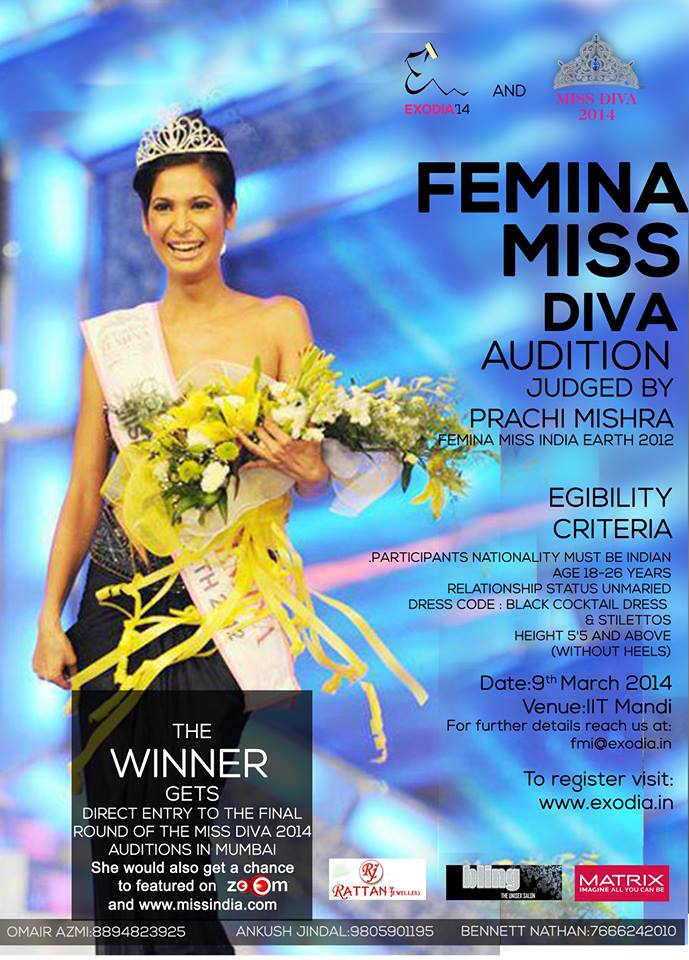 EXODIA'14
AND
MISS DIVA
2014
FEMINA
MISS
DIVA
AUDITION
JUDGED BY
PRACHI MISHRA
FEMINA MISS INDIA EARTH 2012
EGIBILITY
CRITERIA
.PARTICIPANTS NATIONALITY MUST BE INDIAN
AGE 18-26 YEARS
RELATIONSHIP STATUS UNMARIED
DRESS CODE : BLACK COCKTAIL DRESS
& STILETTOS
HEIGHT 5'5 AND ABOVE
(WITHOUT HEELS)
Date:9th March 2014
Venue:IIT Mandi
For further details reach us at:
fmi@exodia.in
To register visit:
www.exodia.in
THE
WINNER
GETS
DIRECT ENTRY TO THE FINAL
ROUND OF THE MISS DIVA 2014
AUDITIONS IN MUMBAI
She would also get a chance
to featured on zoOm
and www.missindia.com
RJ
RATTAN JEWELLERS
bling
THE UNISEX SALON
MATRIX
IMAGINE ALL YOU CAN BE
OMAIR AZMI:8894823925
ANKUSH JINDAL:9805901195
BENNETT NATHAN:7666242010